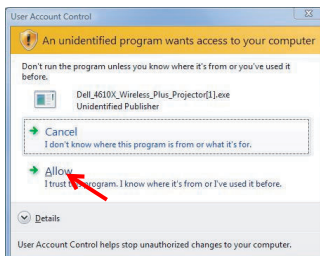 User Account Control
An unidentified program wants access to your computer
Don't run the program unless you know where it's from or you've used it
before.
Dell_4610X_Wireless_Plus_Projector[1].exe
Unidentified Publisher
Cancel
I don't know where this program is from or what it's for.
Allow
I trust this program. I know where it's from or I've used it before.
Details
User Account Control helps stop unauthorized changes to your computer.